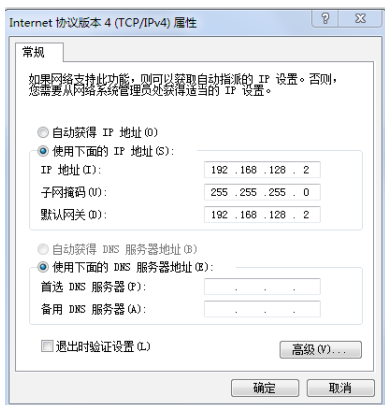 Internet 协议版本 4 (TCP/IPv4) 属性
常规
如果网络支持此功能，则可以获取自动指派的 IP 设置。否则，
您需要从网络系统管理员处获得适当的 IP 设置。
自动获得 IP 地址(O)
使用下面的 IP 地址(S):
IP 地址(I): 192 .168 .128 . 2
子网掩码(U): 255 .255 .255 . 0
默认网关(D): 192 .168 .128 . 2
自动获得 DNS 服务器地址(B)
使用下面的 DNS 服务器地址(E):
首选 DNS 服务器(P): . . .
备用 DNS 服务器(A): . . .
退出时验证设置(L)
高级(V)...
确定 取消